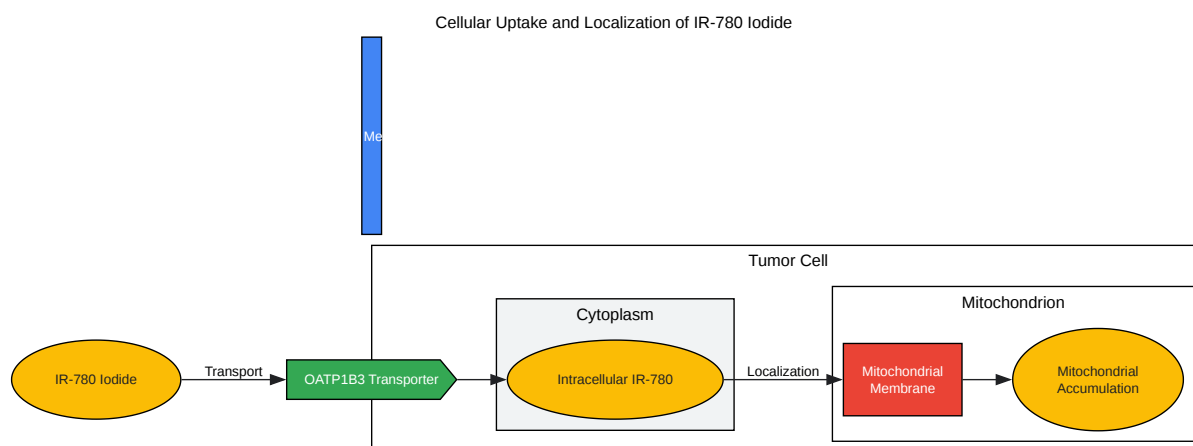 Cellular Uptake and Localization of IR-780 Iodide
Me
Tumor Cell
Cytoplasm
Mitochondrion
IR-780 Iodide
Transport
OATP1B3 Transporter
Intracellular IR-780
Localization
Mitochondrial
Membrane
Mitochondrial
Accumulation